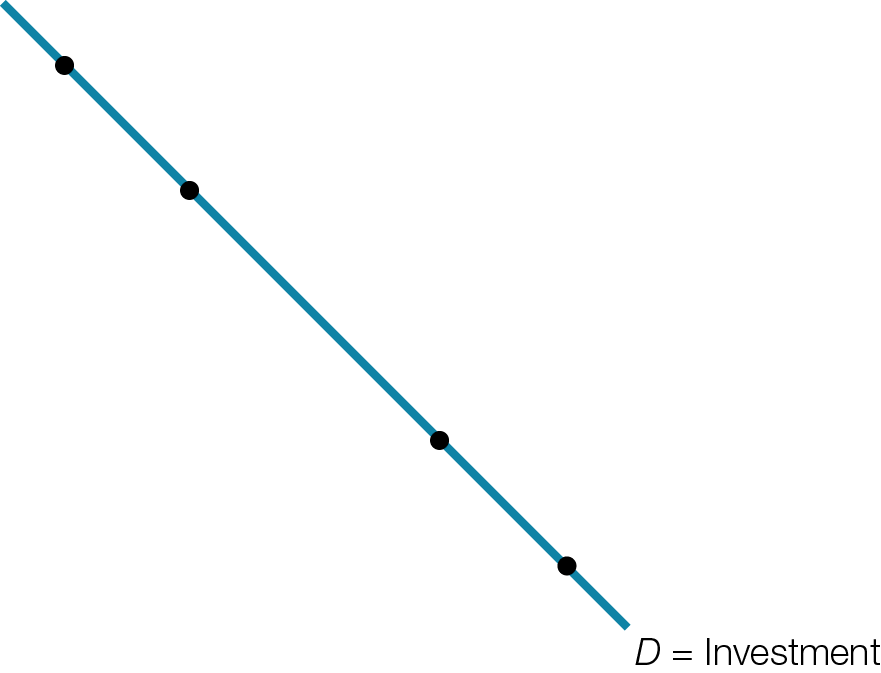 D = Investment